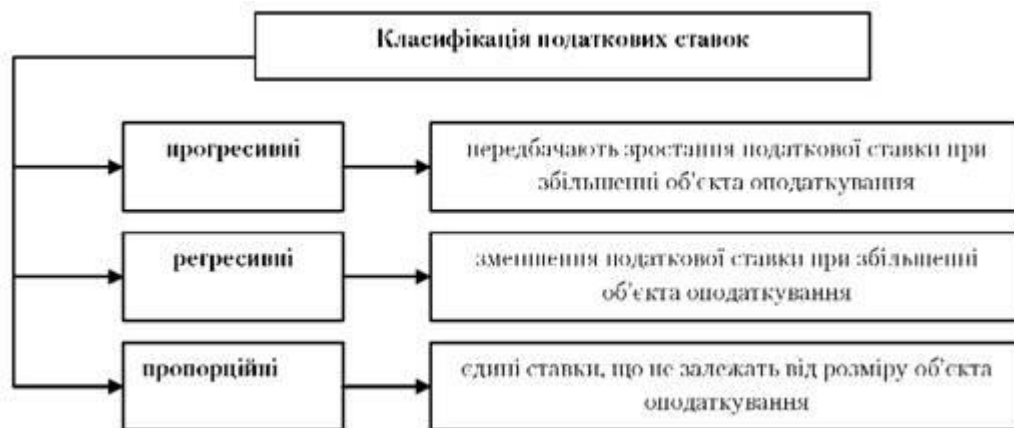 Класифікація податкових ставок
прогресивні
передбачають зростання податкової ставки при
збільшенні об'єкта оподаткування
регресивні
зменшення податкової ставки при збільшенні
об'єкта оподаткування
пропорційні
єдині ставки, що не залежать від розміру об'єкта
оподаткування